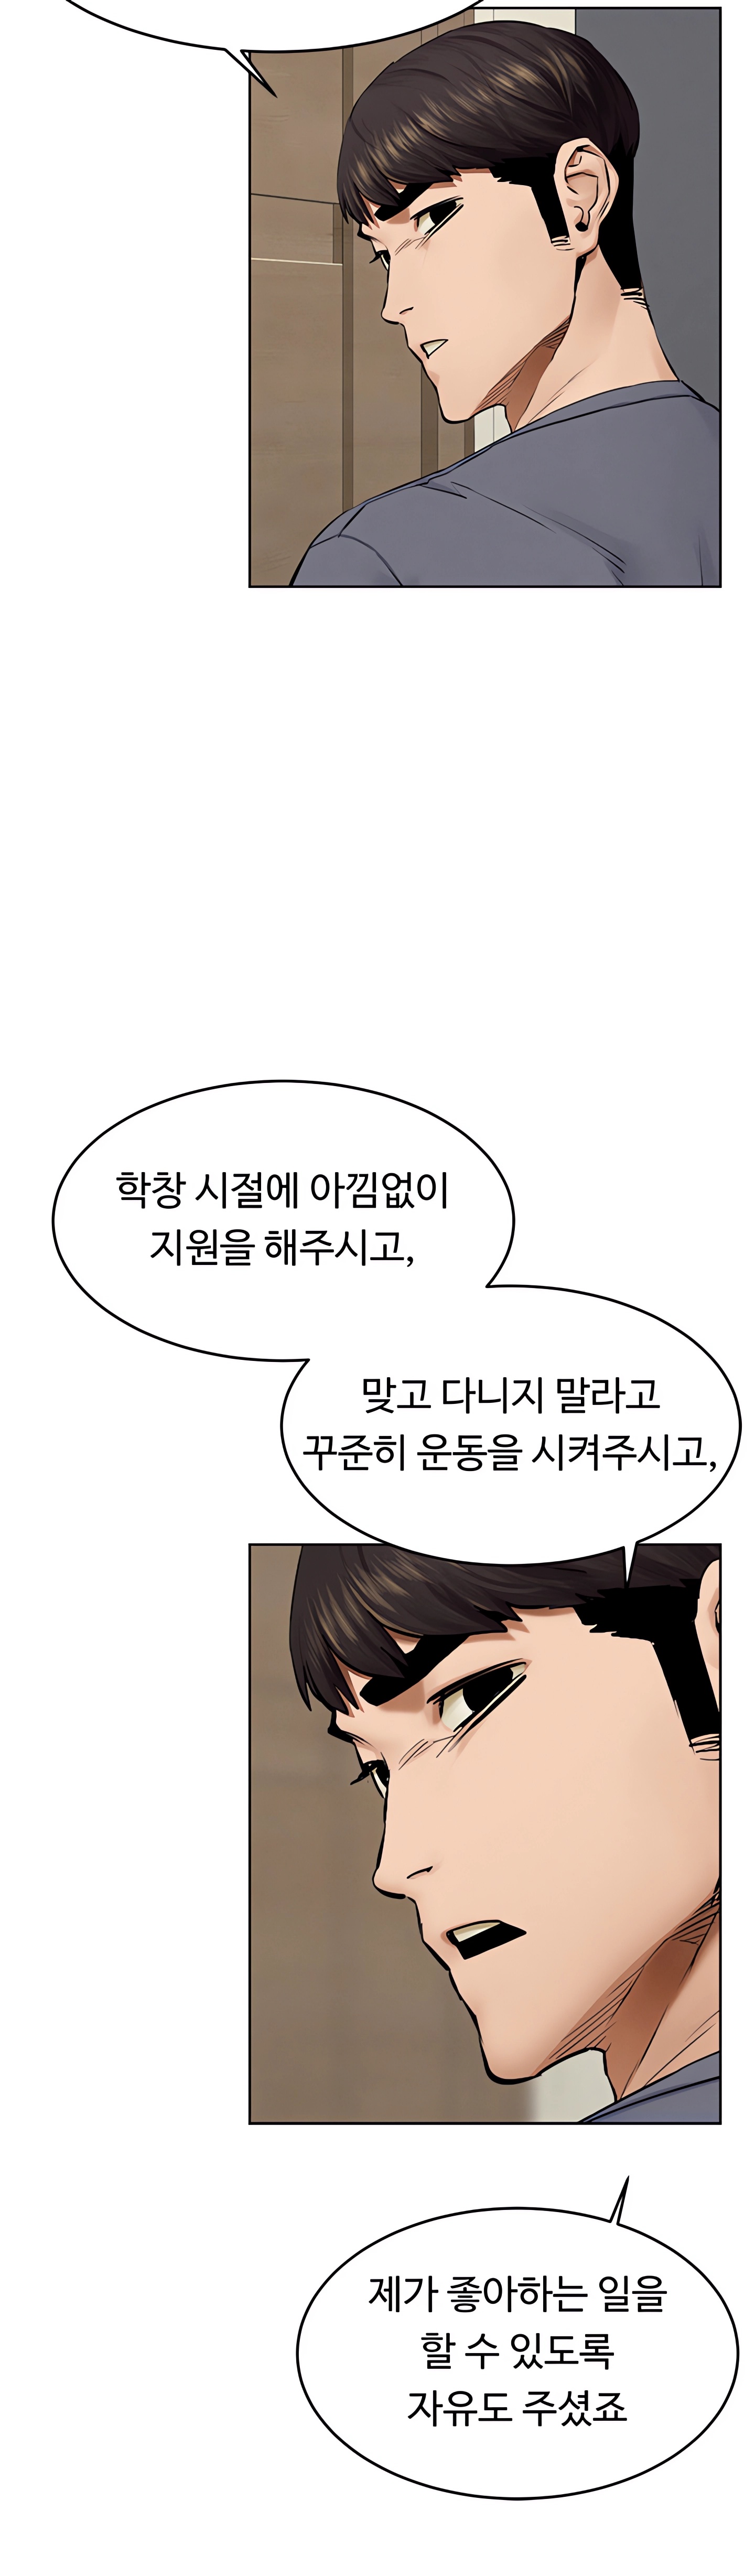 학창 시절에 아낌없이
지원을 해주시고,
맞고 다니지 말라고
꾸준히 운동을 시켜주시고,
제가 좋아하는 일을
할 수 있도록
자유도 주셨죠